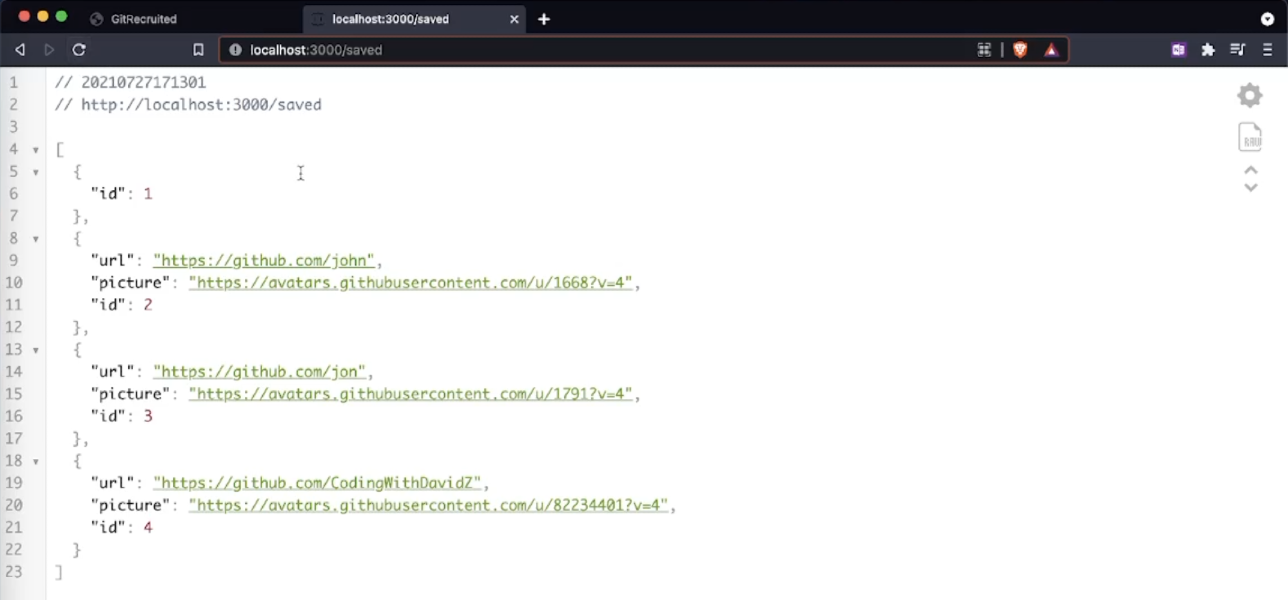 GitRecruited
localhost:3000/saved
localhost:3000/saved
1 // 20210727171301
2 // http://localhost:3000/saved
3
4 [
5 {
6 "id": 1
7 },
8 {
9 "url": "https://github.com/john",
10 "picture": "https://avatars.githubusercontent.com/u/1668?v=4",
11 "id": 2
12 },
13 {
14 "url": "https://github.com/jon",
15 "picture": "https://avatars.githubusercontent.com/u/1791?v=4",
16 "id": 3
17 },
18 {
19 "url": "https://github.com/CodingWithDavidZ",
20 "picture": "https://avatars.githubusercontent.com/u/82234401?v=4",
21 "id": 4
22 }
23 ]
RAW